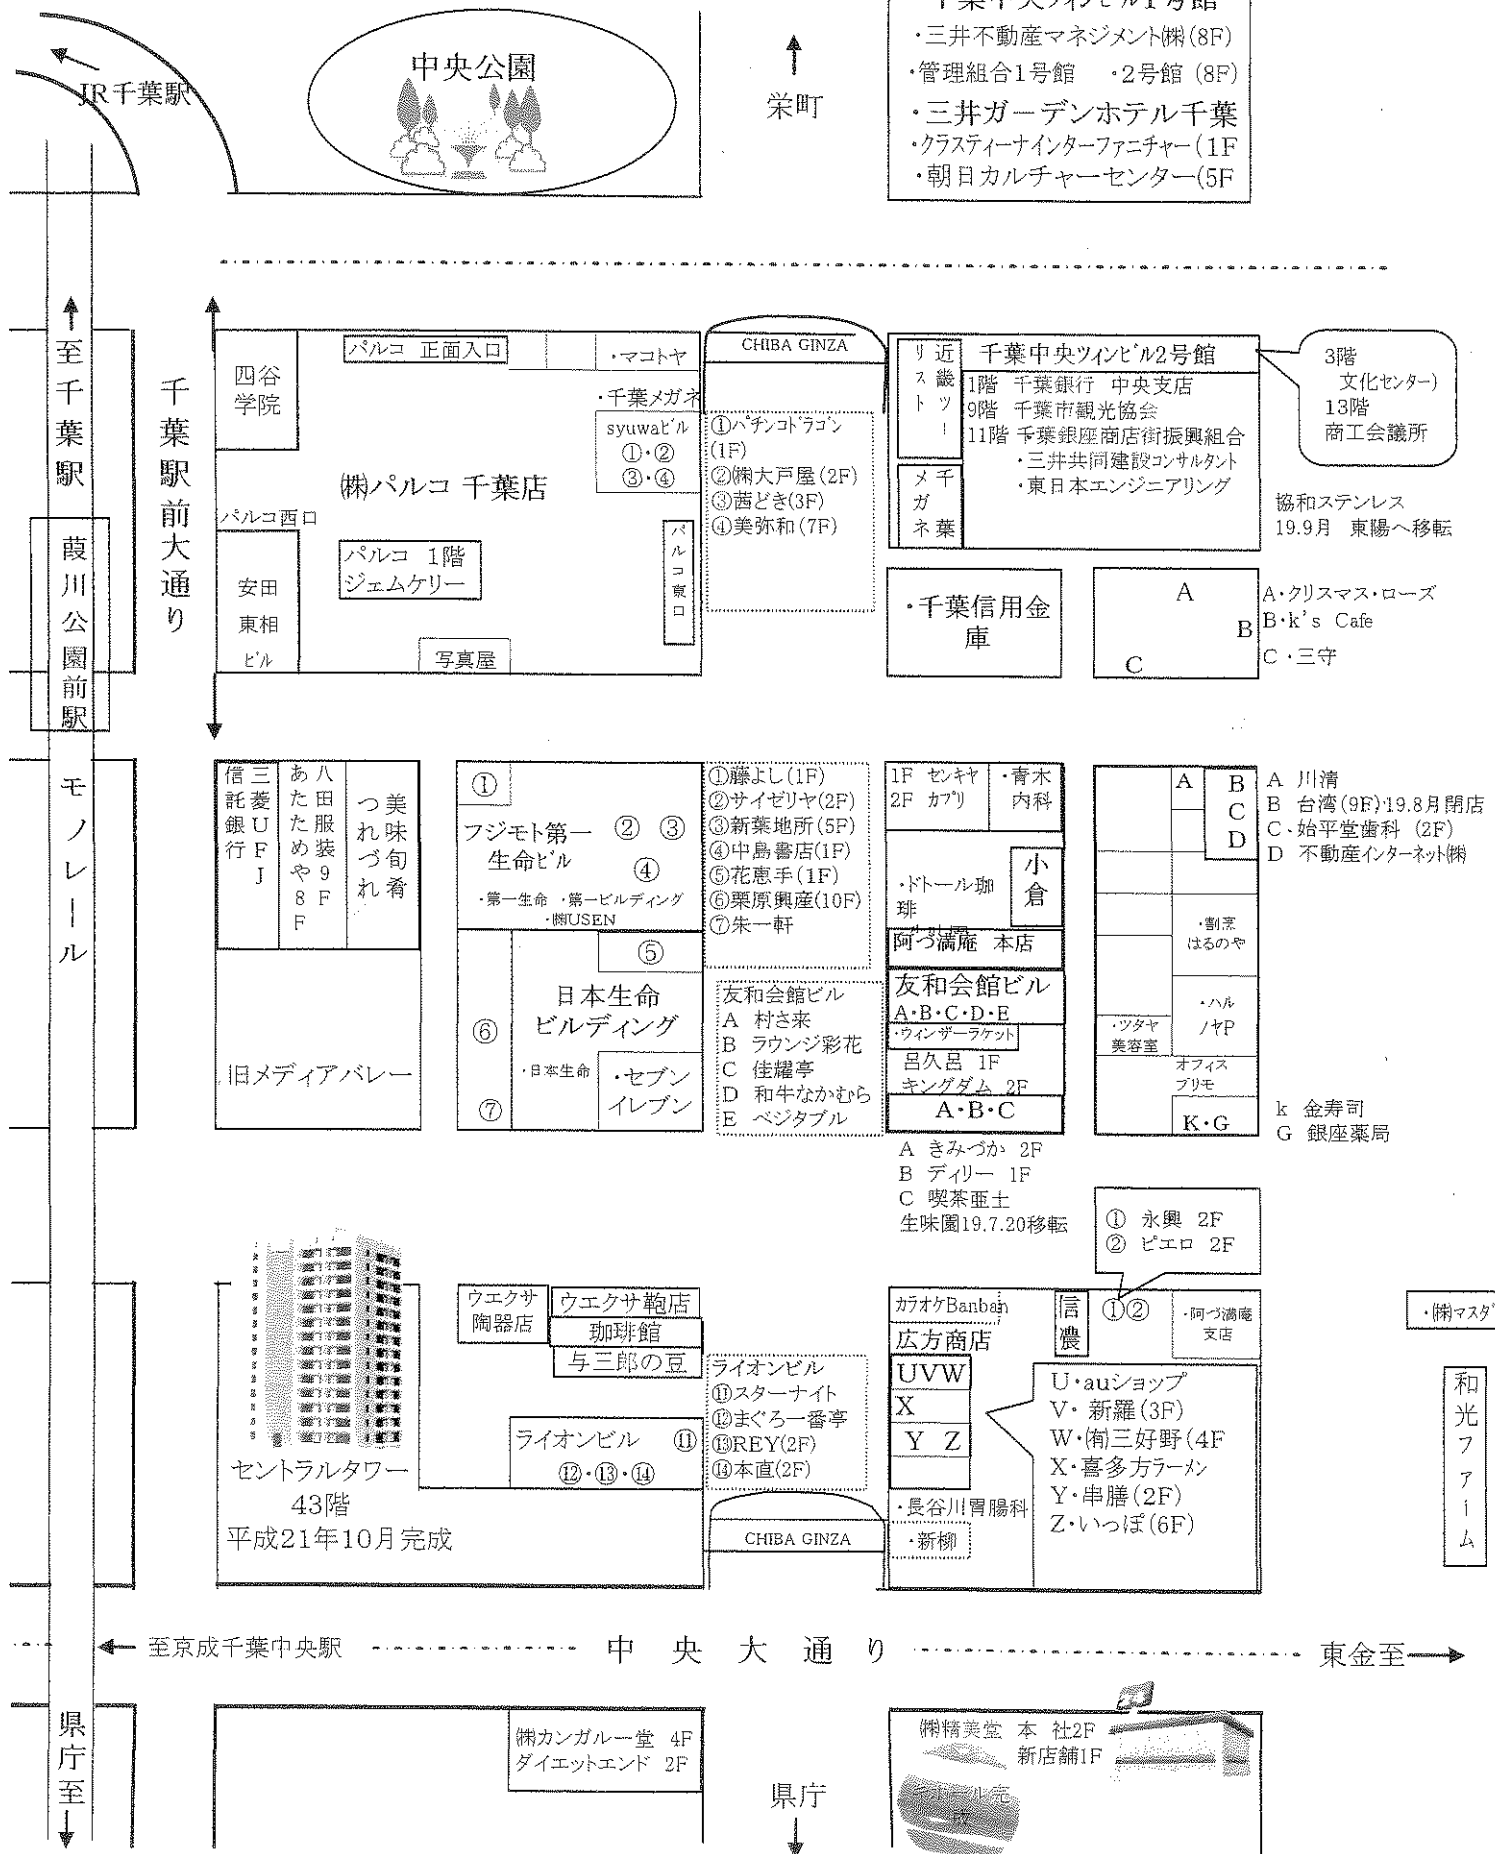 千葉中央ツインビル1号館
・三井不動産マネジメント㈱(8F)
・管理組合1号館 ・2号館 (8F)
・三井ガーデンホテル千葉
・クラスティーナインターファニチャー(1F
・朝日カルチャーセンター(5F
JR千葉駅
中央公園
栄町
至千葉駅
千葉駅前大通り
葭川公園前駅
モノレール
四谷
学院
パルコ 正面入口
・マコトヤ
・千葉メガネ
syuwaビル
①・②
③・④
㈱パルコ 千葉店
パルコ西口
パルコ 1階
ジェムケリー
パルコ東口
安田
東相
ビル
写真屋
CHIBA GINZA
①パチンコドラゴン
(1F)
②㈱大戸屋(2F)
③茜どき(3F)
④美弥和(7F)
近畿ツー
リスト
千葉
メガネ
千葉中央ツインビル2号館
1階 千葉銀行 中央支店
9階 千葉市観光協会
11階 千葉銀座商店街振興組合
・三井共同建設コンサルタント
・東日本エンジニアリング
3階
文化センター)
13階
商工会議所
協和ステンレス
19.9月 東陽へ移転
・千葉信用金
庫
A
B
C
A・クリスマス・ローズ
B・k's Cafe
C・三守
三菱UFJ
信託銀行
八田服装9F
あたためや8F
美味旬肴
つれづれ
旧メディアバレー
①
フジモト第一
生命ビル
② ③
④
・第一生命 ・第一ビルディング
・㈱USEN
⑤
日本生命
ビルディング
⑥
・日本生命
・セブン
イレブン
⑦
①藤よし(1F)
②サイゼリヤ(2F)
③新葉地所(5F)
④中島書店(1F)
⑤花恵手(1F)
⑥栗原興産(10F)
⑦朱一軒
友和会館ビル
A 村さ来
B ラウンジ彩花
C 佳耀亭
D 和牛なかむら
E ベジタブル
1F センキヤ
2F カプリ
・青木
内科
・ドトール珈
琲
小倉
阿づ満庵 本店
友和会館ビル
A・B・C・D・E
・ウィンザーラケット
呂久呂 1F
キングダム 2F
A・B・C
A きみづか 2F
B ディリー 1F
C 喫茶亜土
生味園19.7.20移転
A
B
C
D
・割烹
はるのや
・ハル
ノヤP
・ツタヤ
美容室
オフィス
プリモ
K・G
A 川清
B 台湾(9F)19.8月閉店
C・始平堂歯科 (2F)
D 不動産インターネット㈱
k 金寿司
G 銀座薬局
① 永興 2F
② ピエロ 2F
セントラルタワー
43階
平成21年10月完成
ウエクサ
陶器店
ウエクサ鞄店
珈琲館
与三郎の豆
ライオンビル ⑪
⑫・⑬・⑭
ライオンビル
⑪スターナイト
⑫まぐろ一番亭
⑬REY(2F)
⑭本直(2F)
CHIBA GINZA
カラオケBanban
広方商店
信濃
①②
・阿づ満庵
支店
UVW
X
Y Z
・長谷川胃腸科
・新柳
U・auショップ
V・新羅(3F)
W・㈲三好野(4F
X・喜多方ラーメン
Y・串膳(2F)
Z・いっぽ(6F)
・㈱マスダ
和光ファーム
至京成千葉中央駅
中央大通り
東金至
県庁至
㈱カンガルー堂 4F
ダイエットエンド 2F
県庁
㈱精美堂 本 社2F
新店舗1F